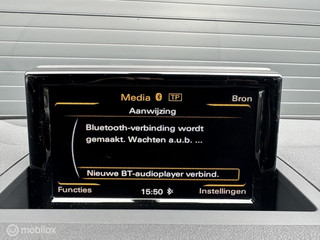 Media TP Bron
Aanwijzing
Bluetooth-verbinding wordt
gemaakt. Wachten a.u.b. ...
Nieuwe BT-audioplayer verbind.
Functies 15:50 Instellingen
Mobilox